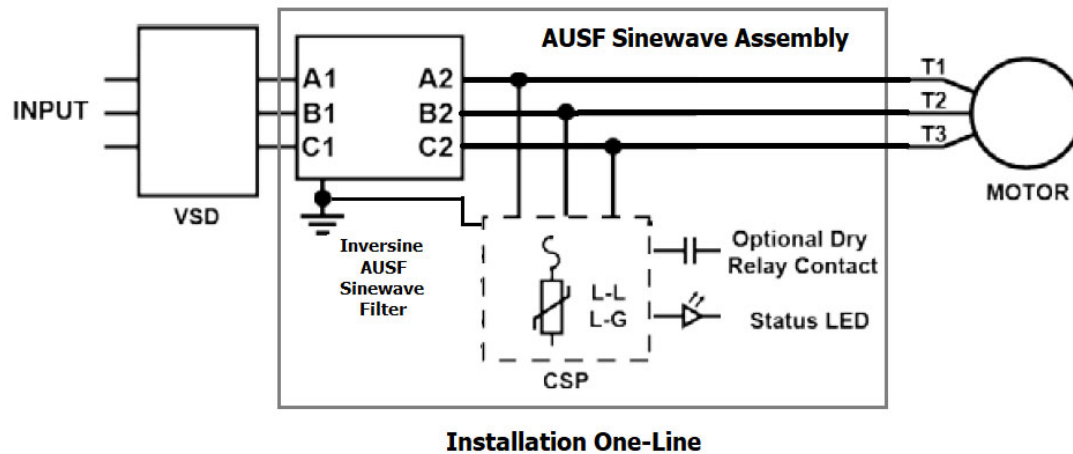 AUSF Sinewave Assembly
INPUT
VSD
A1
B1
C1
A2
B2
C2
T1
T2
T3
MOTOR
Inversine
AUSF
Sinewave
Filter
L-L
L-G
CSP
Optional Dry
Relay Contact
Status LED
Installation One-Line